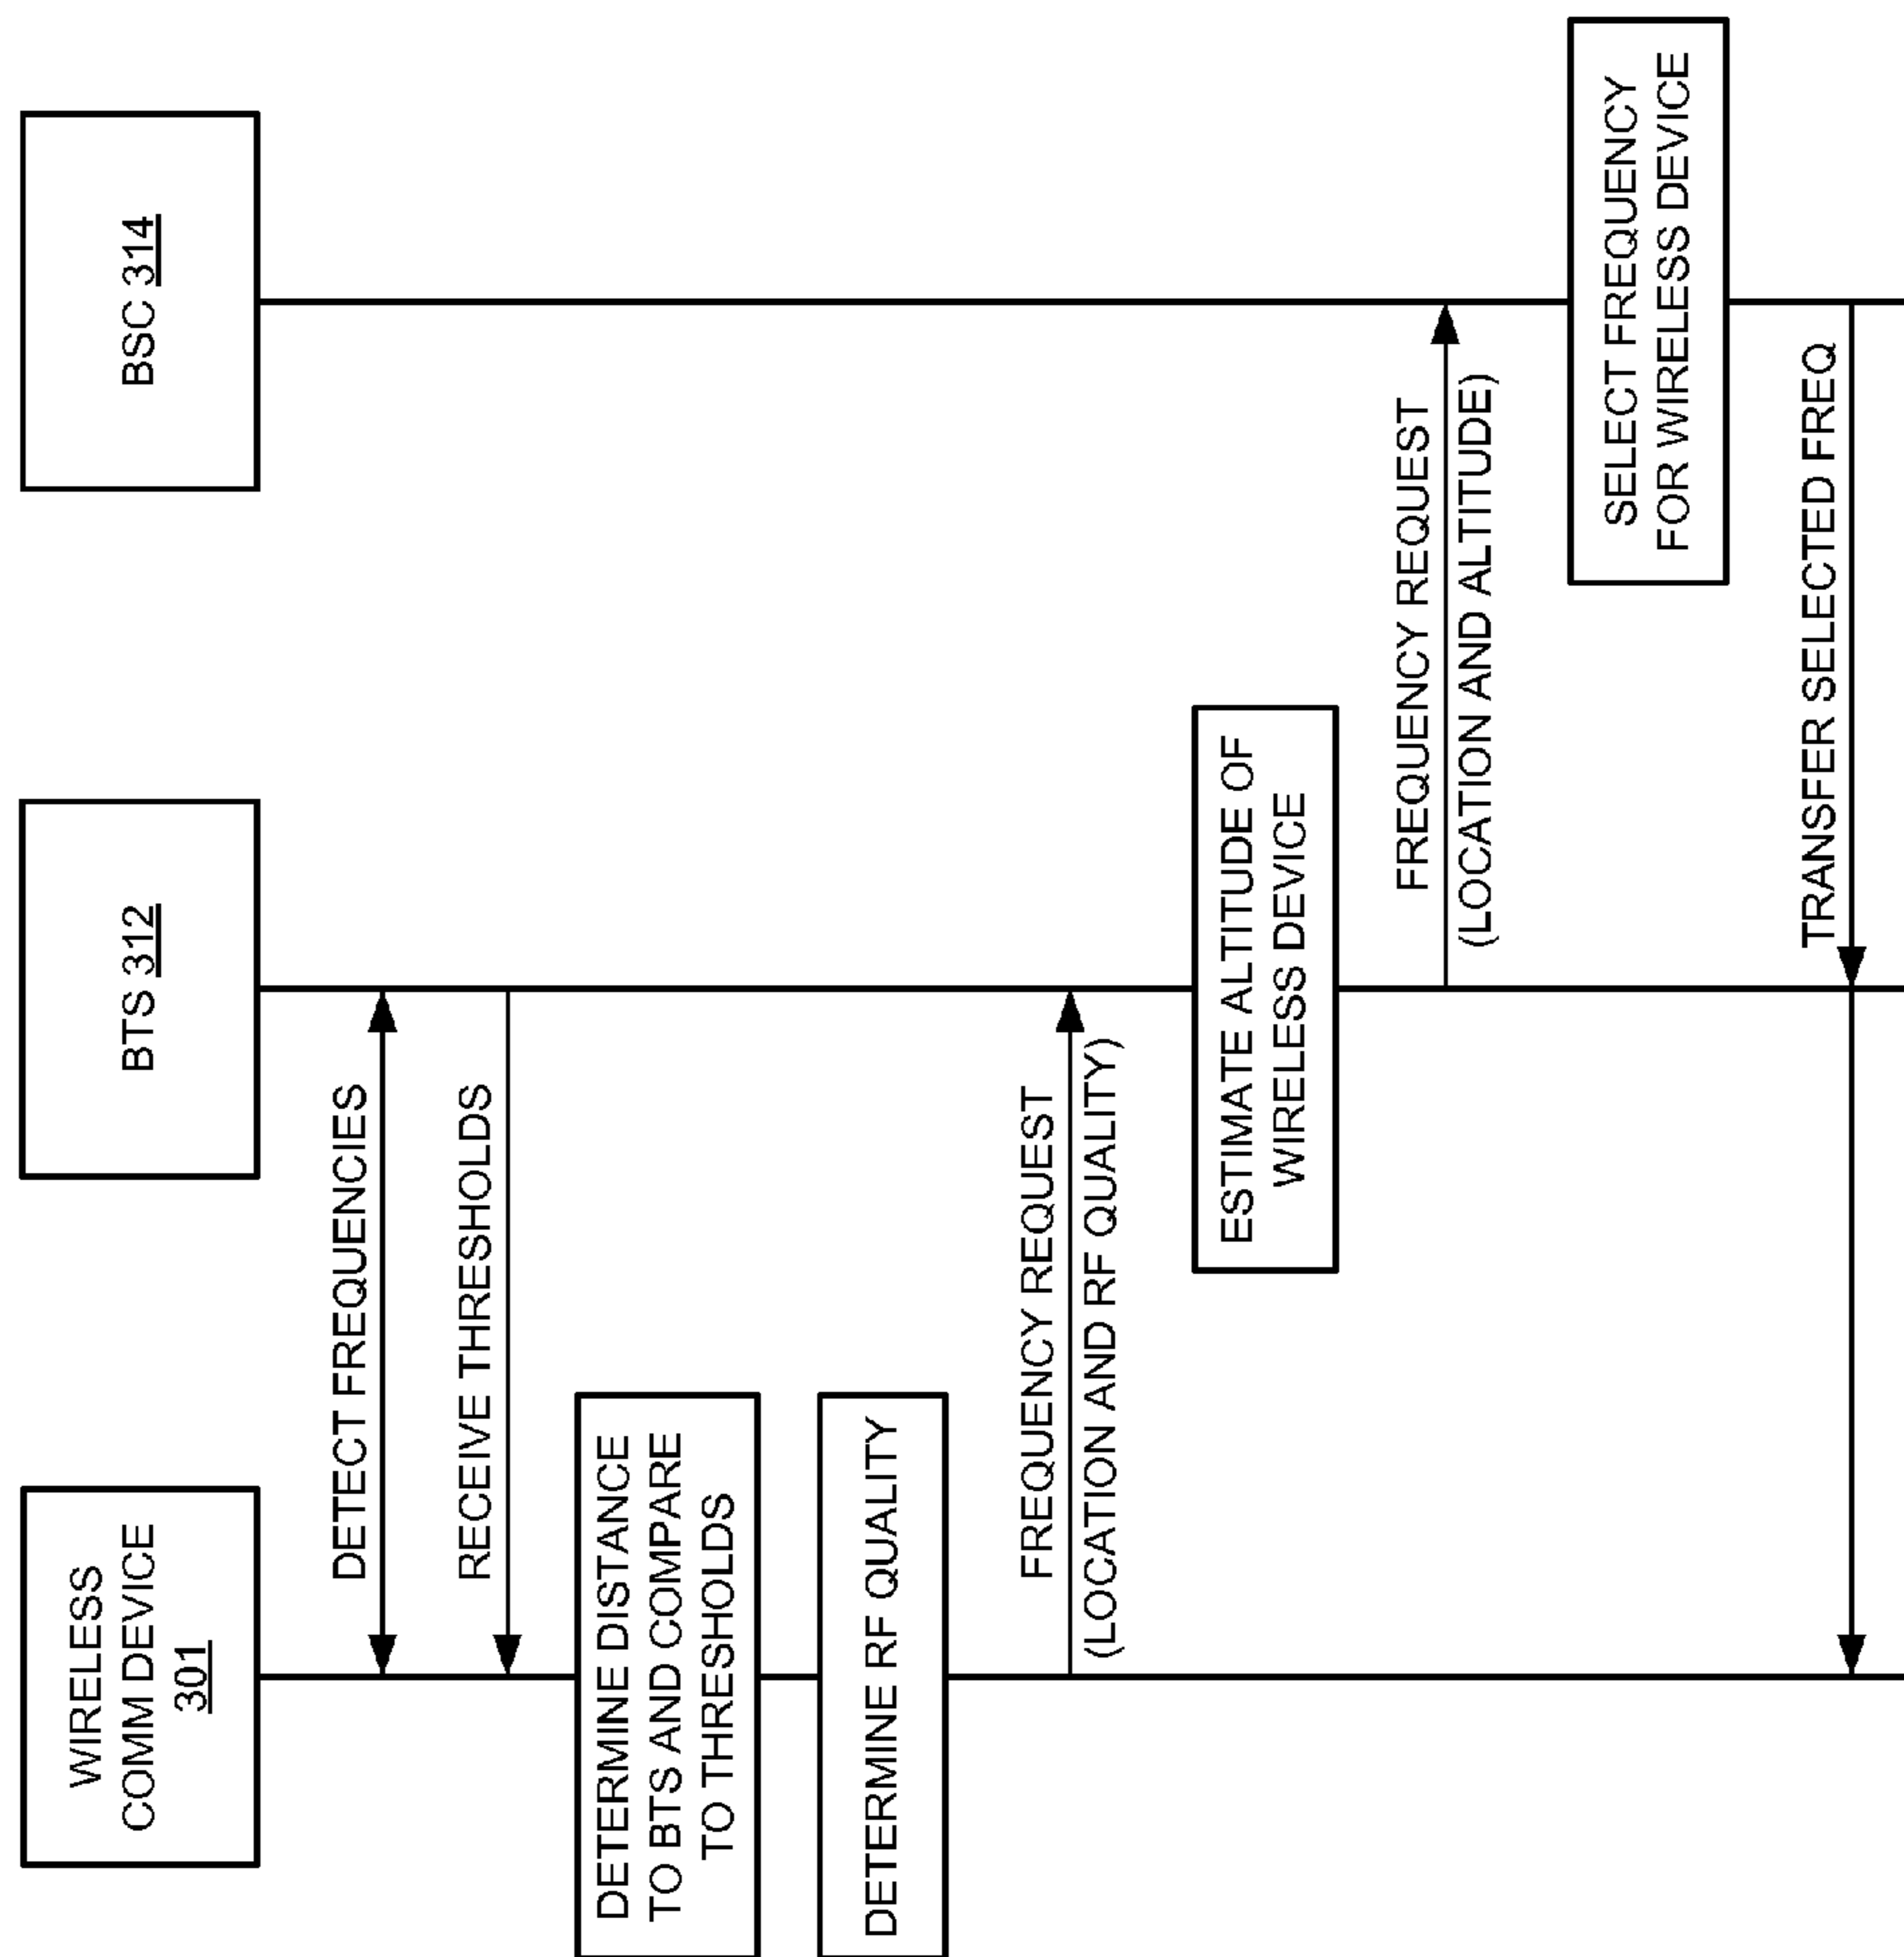 WIRELESS
COMM DEVICE
301
BTS 312
BSC 314
DETECT FREQUENCIES
RECEIVE THRESHOLDS
DETERMINE DISTANCE
TO BTS AND COMPARE
TO THRESHOLDS
DETERMINE RF QUALITY
FREQUENCY REQUEST
(LOCATION AND RF QUALITY)
ESTIMATE ALTITUDE OF
WIRELESS DEVICE
FREQUENCY REQUEST
(LOCATION AND ALTITUDE)
SELECT FREQUENCY
FOR WIRELESS DEVICE
TRANSFER SELECTED FREQ